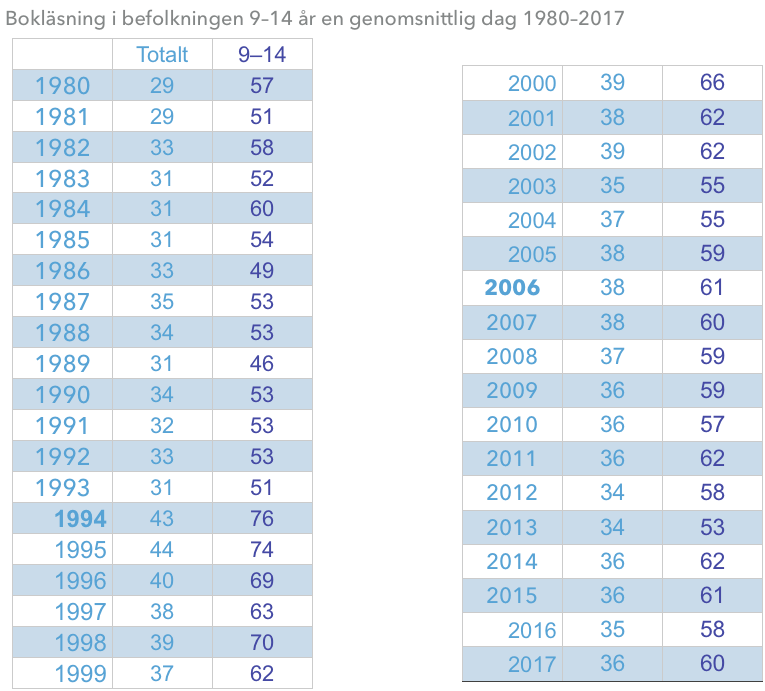 Bokläsning i befolkningen 9–14 år en genomsnittlig dag 1980–2017
Totalt 9–14
1980 29 57
1981 29 51
1982 33 58
1983 31 52
1984 31 60
1985 31 54
1986 33 49
1987 35 53
1988 34 53
1989 31 46
1990 34 53
1991 32 53
1992 33 53
1993 31 51
1994 43 76
1995 44 74
1996 40 69
1997 38 63
1998 39 70
1999 37 62
2000 39 66
2001 38 62
2002 39 62
2003 35 55
2004 37 55
2005 38 59
2006 38 61
2007 38 60
2008 37 59
2009 36 59
2010 36 57
2011 36 62
2012 34 58
2013 34 53
2014 36 62
2015 36 61
2016 35 58
2017 36 60